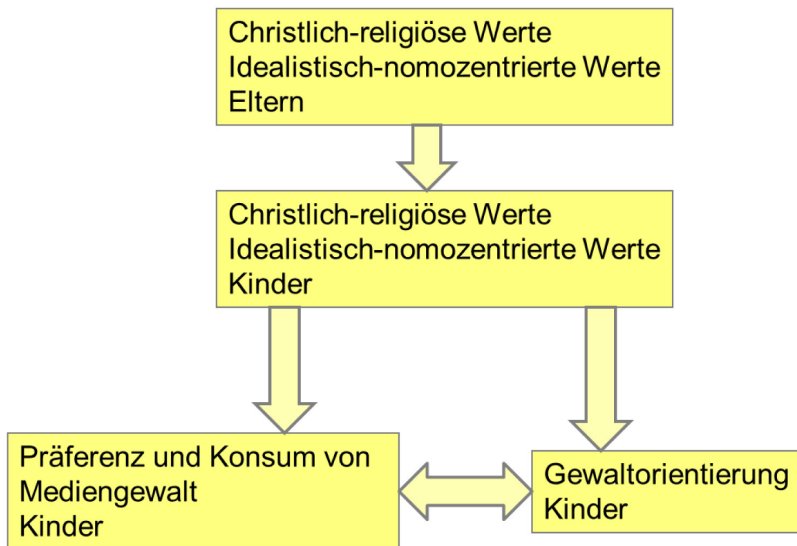 Christlich-religiöse Werte
Idealistisch-nomozentrierte Werte
Eltern
Christlich-religiöse Werte
Idealistisch-nomozentrierte Werte
Kinder
Präferenz und Konsum von
Mediengewalt
Kinder
Gewaltorientierung
Kinder